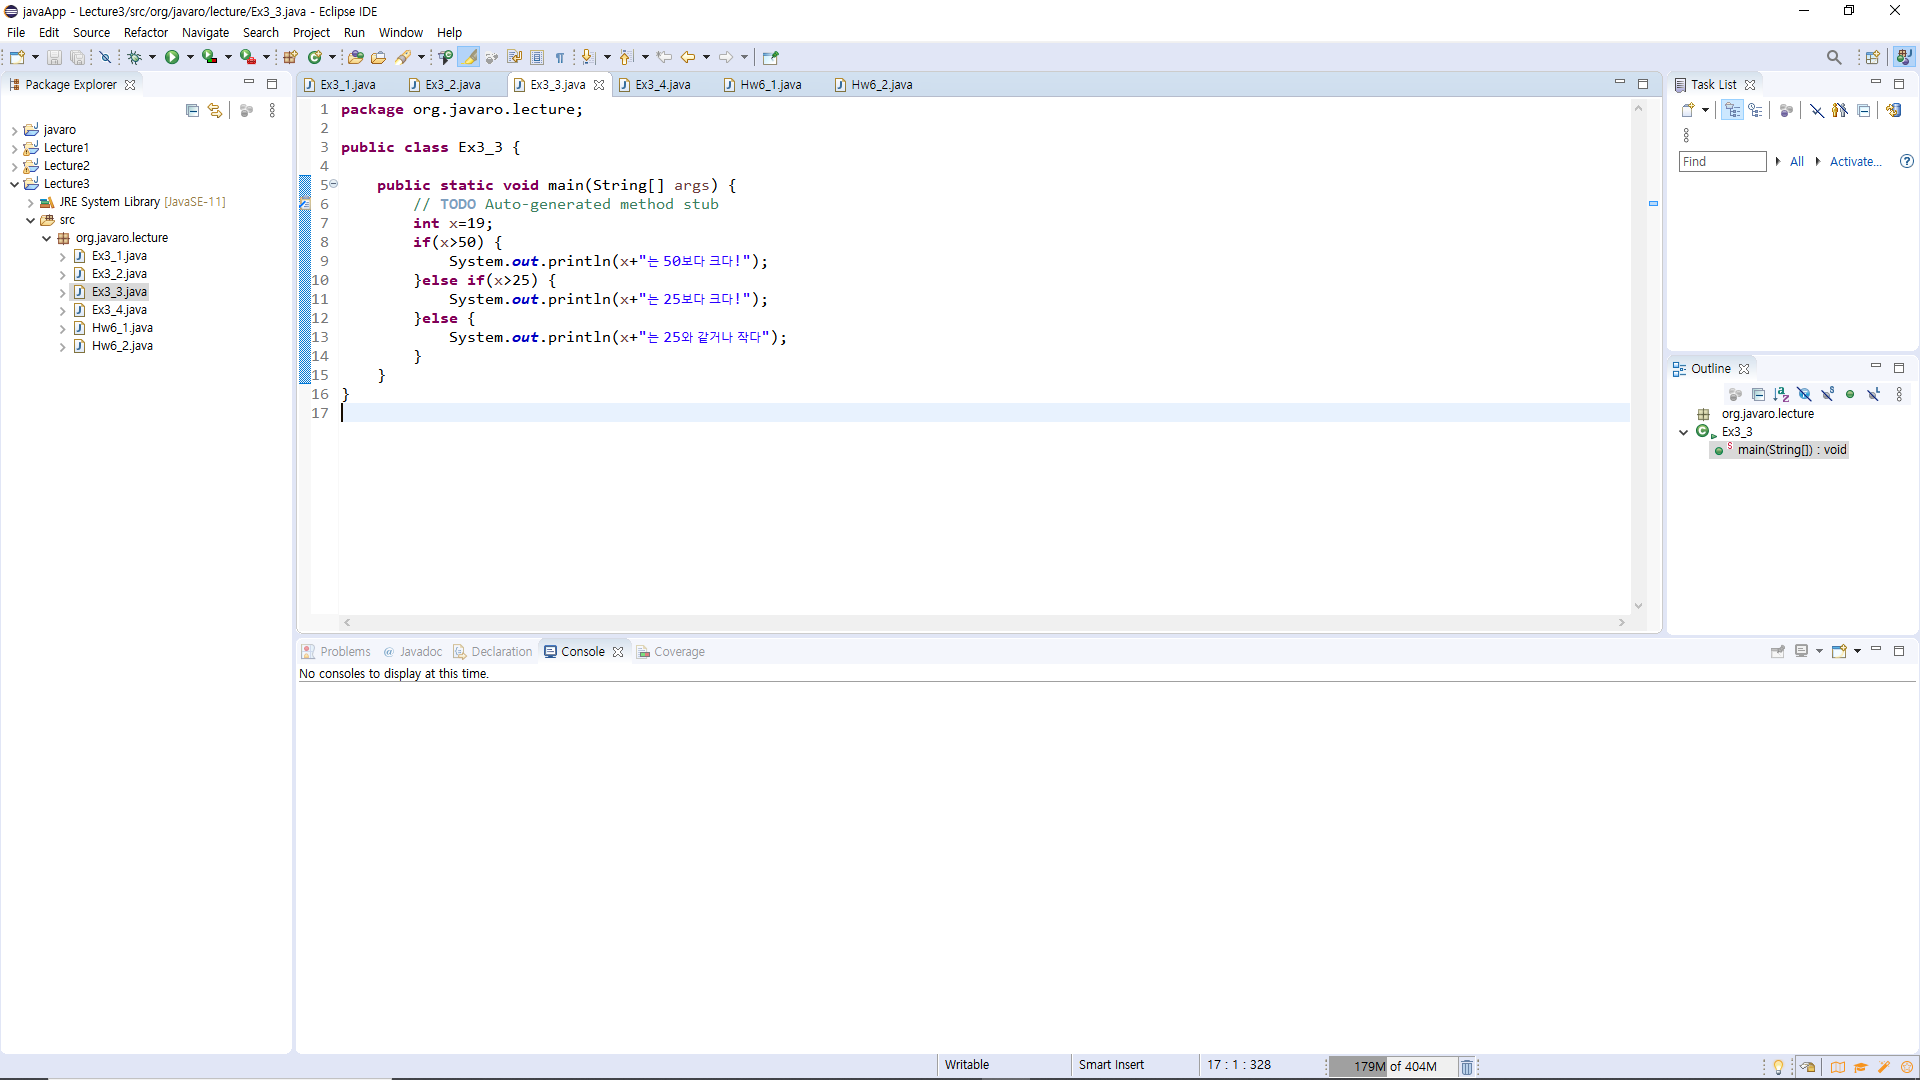 javaApp - Lecture3/src/org/javaro/lecture/Ex3_3.java - Eclipse IDE
File Edit Source Refactor Navigate Search Project Run Window Help
Package Explorer
javaro
Lecture1
Lecture2
Lecture3
JRE System Library [JavaSE-11]
src
org.javaro.lecture
Ex3_1.java
Ex3_2.java
Ex3_3.java
Ex3_4.java
Hw6_1.java
Hw6_2.java
Ex3_1.java Ex3_2.java Ex3_3.java Ex3_4.java Hw6_1.java Hw6_2.java
1 package org.javaro.lecture;
2
3 public class Ex3_3 {
4
5 public static void main(String[] args) {
6 // TODO Auto-generated method stub
7 int x=19;
8 if(x>50) {
9 System.out.println(x+"는 50보다 크다!");
10 }else if(x>25) {
11 System.out.println(x+"는 25보다 크다!");
12 }else {
13 System.out.println(x+"는 25와 같거나 작다");
14 }
15 }
16 }
17
Task List
Find All Activate...
Outline
org.javaro.lecture
Ex3_3
main(String[]) : void
Problems Javadoc Declaration Console Coverage
No consoles to display at this time.
Writable Smart Insert 17 : 1 : 328 179M of 404M